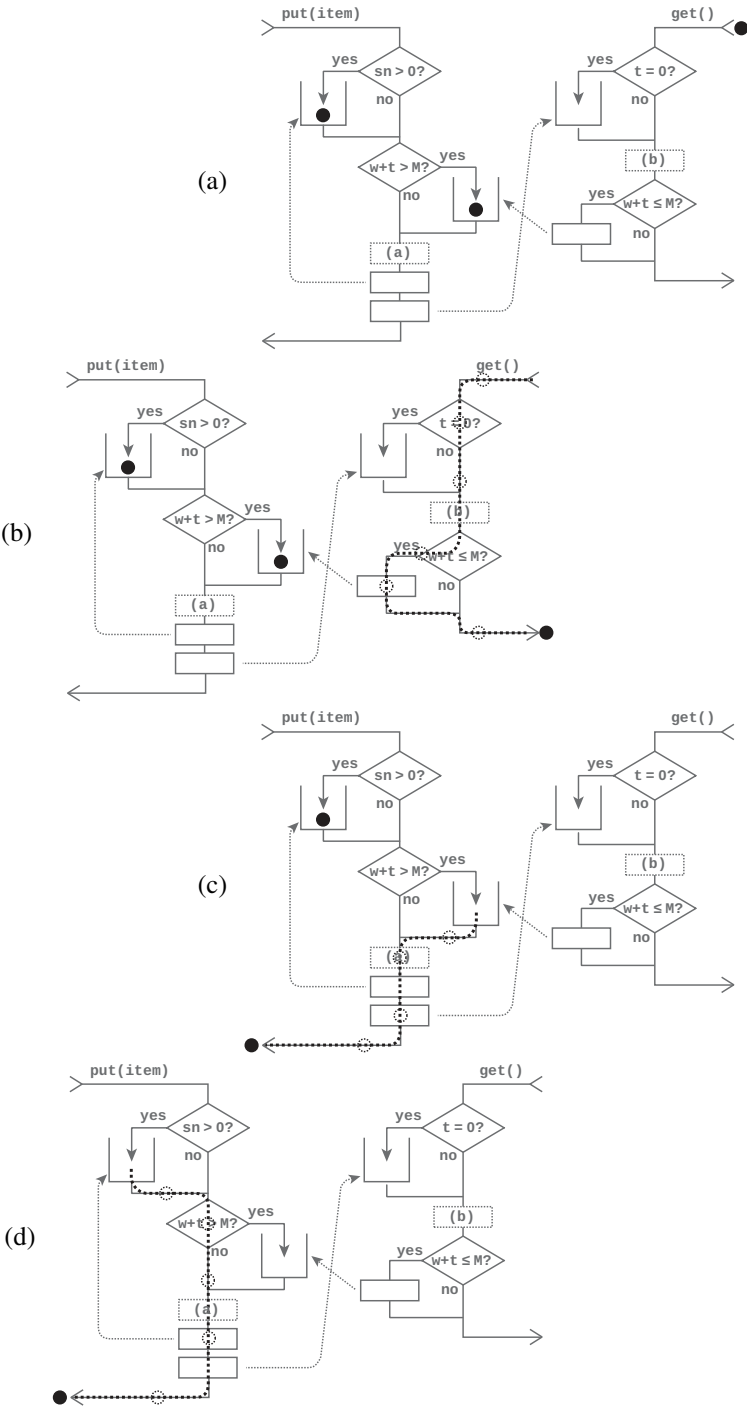 put(item)
get()
yes
sn > 0?
no
yes
t = 0?
no
w+t > M?
yes
no
(b)
yes
w+t ≤ M?
no
(a)
(a)
put(item)
get()
yes
sn > 0?
no
yes
t = 0?
no
w+t > M?
yes
no
(b)
yes
w+t ≤ M?
no
(a)
(b)
put(item)
get()
yes
sn > 0?
no
yes
t = 0?
no
w+t > M?
yes
no
(b)
yes
w+t ≤ M?
no
(a)
(c)
put(item)
get()
yes
sn > 0?
no
yes
t = 0?
no
w+t > M?
yes
no
(b)
yes
w+t ≤ M?
no
(a)
(d)